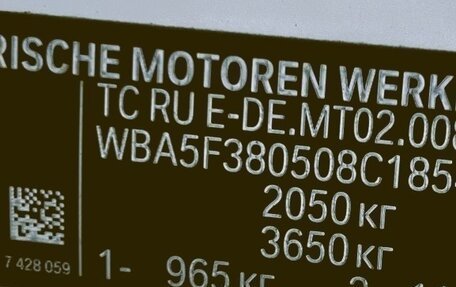 RISCHE MOTOREN WERK
TC RU E-DE.MT02.008
WBA5F380508C185
2050 кг
3650 кг
7 428 059
1- 965 кг